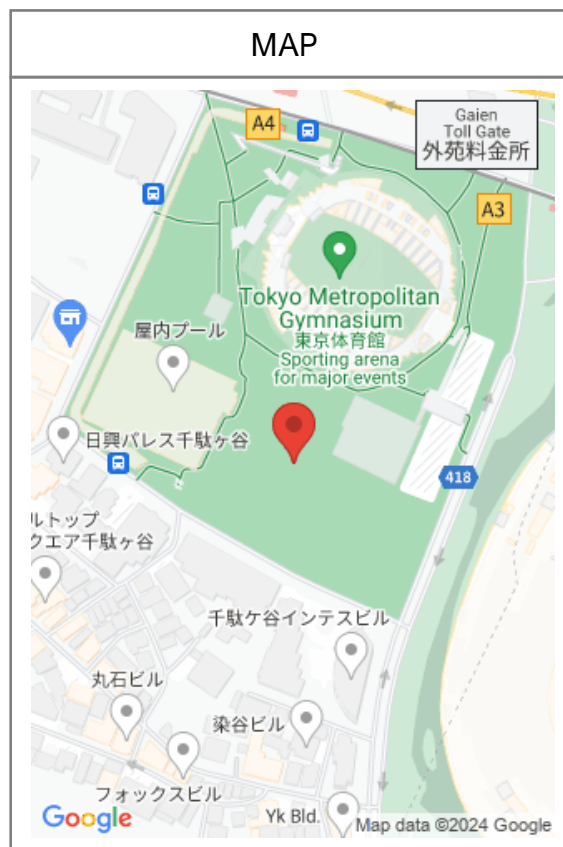 MAP
A4
Gaien
Toll Gate
外苑料金所
A3
Tokyo Metropolitan
Gymnasium
東京体育館
Sporting arena
for major events
屋内プール
日興パレス千駄ヶ谷
418
ルトップ
クエア千駄ヶ谷
千駄ケ谷インテスビル
丸石ビル
染谷ビル
フォックスビル
Yk Bld.
Google
Map data ©2024 Google